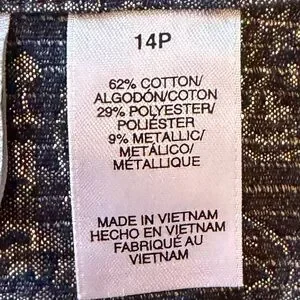 14P
62% COTTON/
ALGODÓN/COTON
29% POLYESTER/
POLIÉSTER
9% METALLIC/
METÁLICO/
MÉTALLIQUE
MADE IN VIETNAM
HECHO EN VIETNAM
FABRIQUÉ AU
VIETNAM